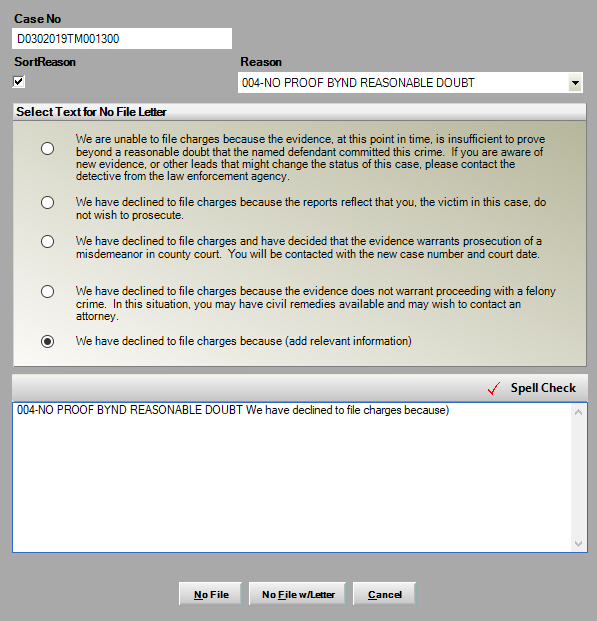 Case No
D0302019TM001300
SortReason
Reason
004-NO PROOF BYND REASONABLE DOUBT
Select Text for No File Letter
We are unable to file charges because the evidence, at this point in time, is insufficient to prove
beyond a reasonable doubt that the named defendant committed this crime.  If you are aware of
new evidence, or other leads that might change the status of this case, please contact the
detective from the law enforcement agency.
We have declined to file charges because the reports reflect that you, the victim in this case, do
not wish to prosecute.
We have declined to file charges and have decided that the evidence warrants prosecution of a
misdemeanor in county court.  You will be contacted with the new case number and court date.
We have declined to file charges because the evidence does not warrant proceeding with a felony
crime.  In this situation, you may have civil remedies available and may wish to contact an
attorney.
We have declined to file charges because (add relevant information)
Spell Check
004-NO PROOF BYND REASONABLE DOUBT We have declined to file charges because)
No File
No File w/Letter
Cancel